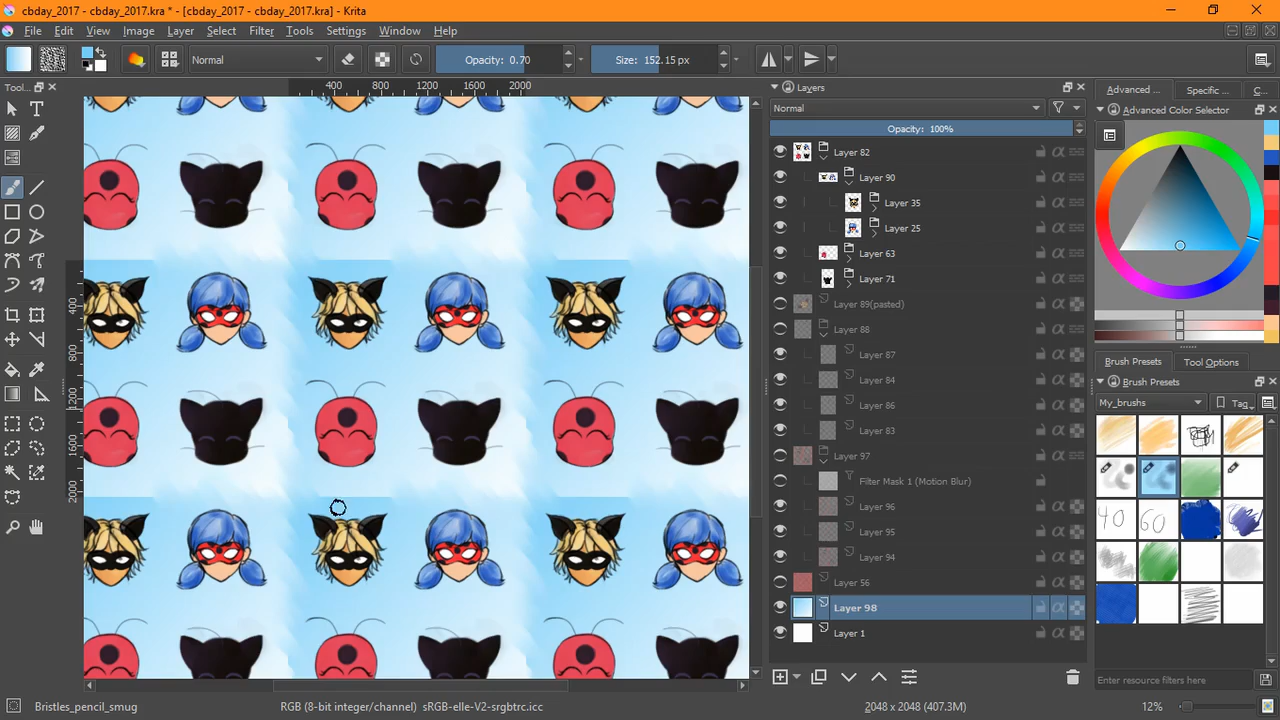 cbday_2017 - cbday_2017.kra * - [cbday_2017 - cbday_2017.kra] - Krita
File Edit View Image Layer Select Filter Tools Settings Window Help
Normal Opacity: 0.70 Size: 152.15 px
Tool...
400 800 1200 1600 2000
400
800
1200
1600
2000
Layers
Normal
Opacity: 100%
Layer 82
Layer 90
Layer 35
Layer 25
Layer 63
Layer 71
Layer 89(pasted)
Layer 88
Layer 87
Layer 84
Layer 86
Layer 83
Layer 97
Filter Mask 1 (Motion Blur)
Layer 96
Layer 95
Layer 94
Layer 56
Layer 98
Layer 1
Advanced ... Specific ... C...
Advanced Color Selector
Brush Presets Tool Options
Brush Presets
My_brushs Tag
40 60
Enter resource filters here
Bristles_pencil_smug RGB (8-bit integer/channel) sRGB-elle-V2-srgbtrc.icc 2048 x 2048 (407.3M) 12%